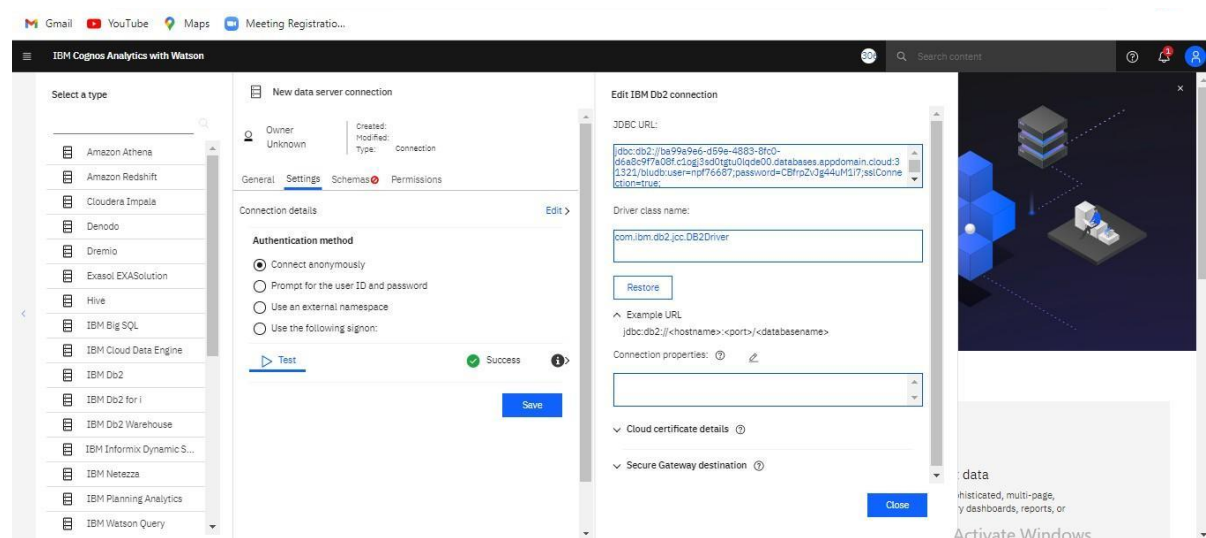 Gmail YouTube Maps Meeting Registratio...
IBM Cognos Analytics with Watson
Search content
1
Select a type
Amazon Athena
Amazon Redshift
Cloudera Impala
Denodo
Dremio
Exasol EXASolution
Hive
IBM Big SQL
IBM Cloud Data Engine
IBM Db2
IBM Db2 for i
IBM Db2 Warehouse
IBM Informix Dynamic S...
IBM Netezza
IBM Planning Analytics
IBM Watson Query
New data server connection
Owner
Unknown
Created:
Modified:
Type: Connection
General Settings Schemas Permissions
Connection details Edit >
Authentication method
Connect anonymously
Prompt for the user ID and password
Use an external namespace
Use the following signon:
Test Success
Save
Edit IBM Db2 connection
JDBC URL:
jdbc:db2://ba99a9e6-d59e-4883-8fc0-
d6a8c9f7a08f.c1ogj3sd0tgtu0lqde00.databases.appdomain.cloud:3
1321/bludb:user=npf76687;password=CBfrpZvJg44uM1i7;sslConne
ction=true;
Driver class name:
com.ibm.db2.jcc.DB2Driver
Restore
Example URL
jdbc:db2://<hostname>:<port>/<databasename>
Connection properties:
Cloud certificate details
Secure Gateway destination
Close
data
phisticated, multi-page,
y dashboards, reports, or
Activate Windows